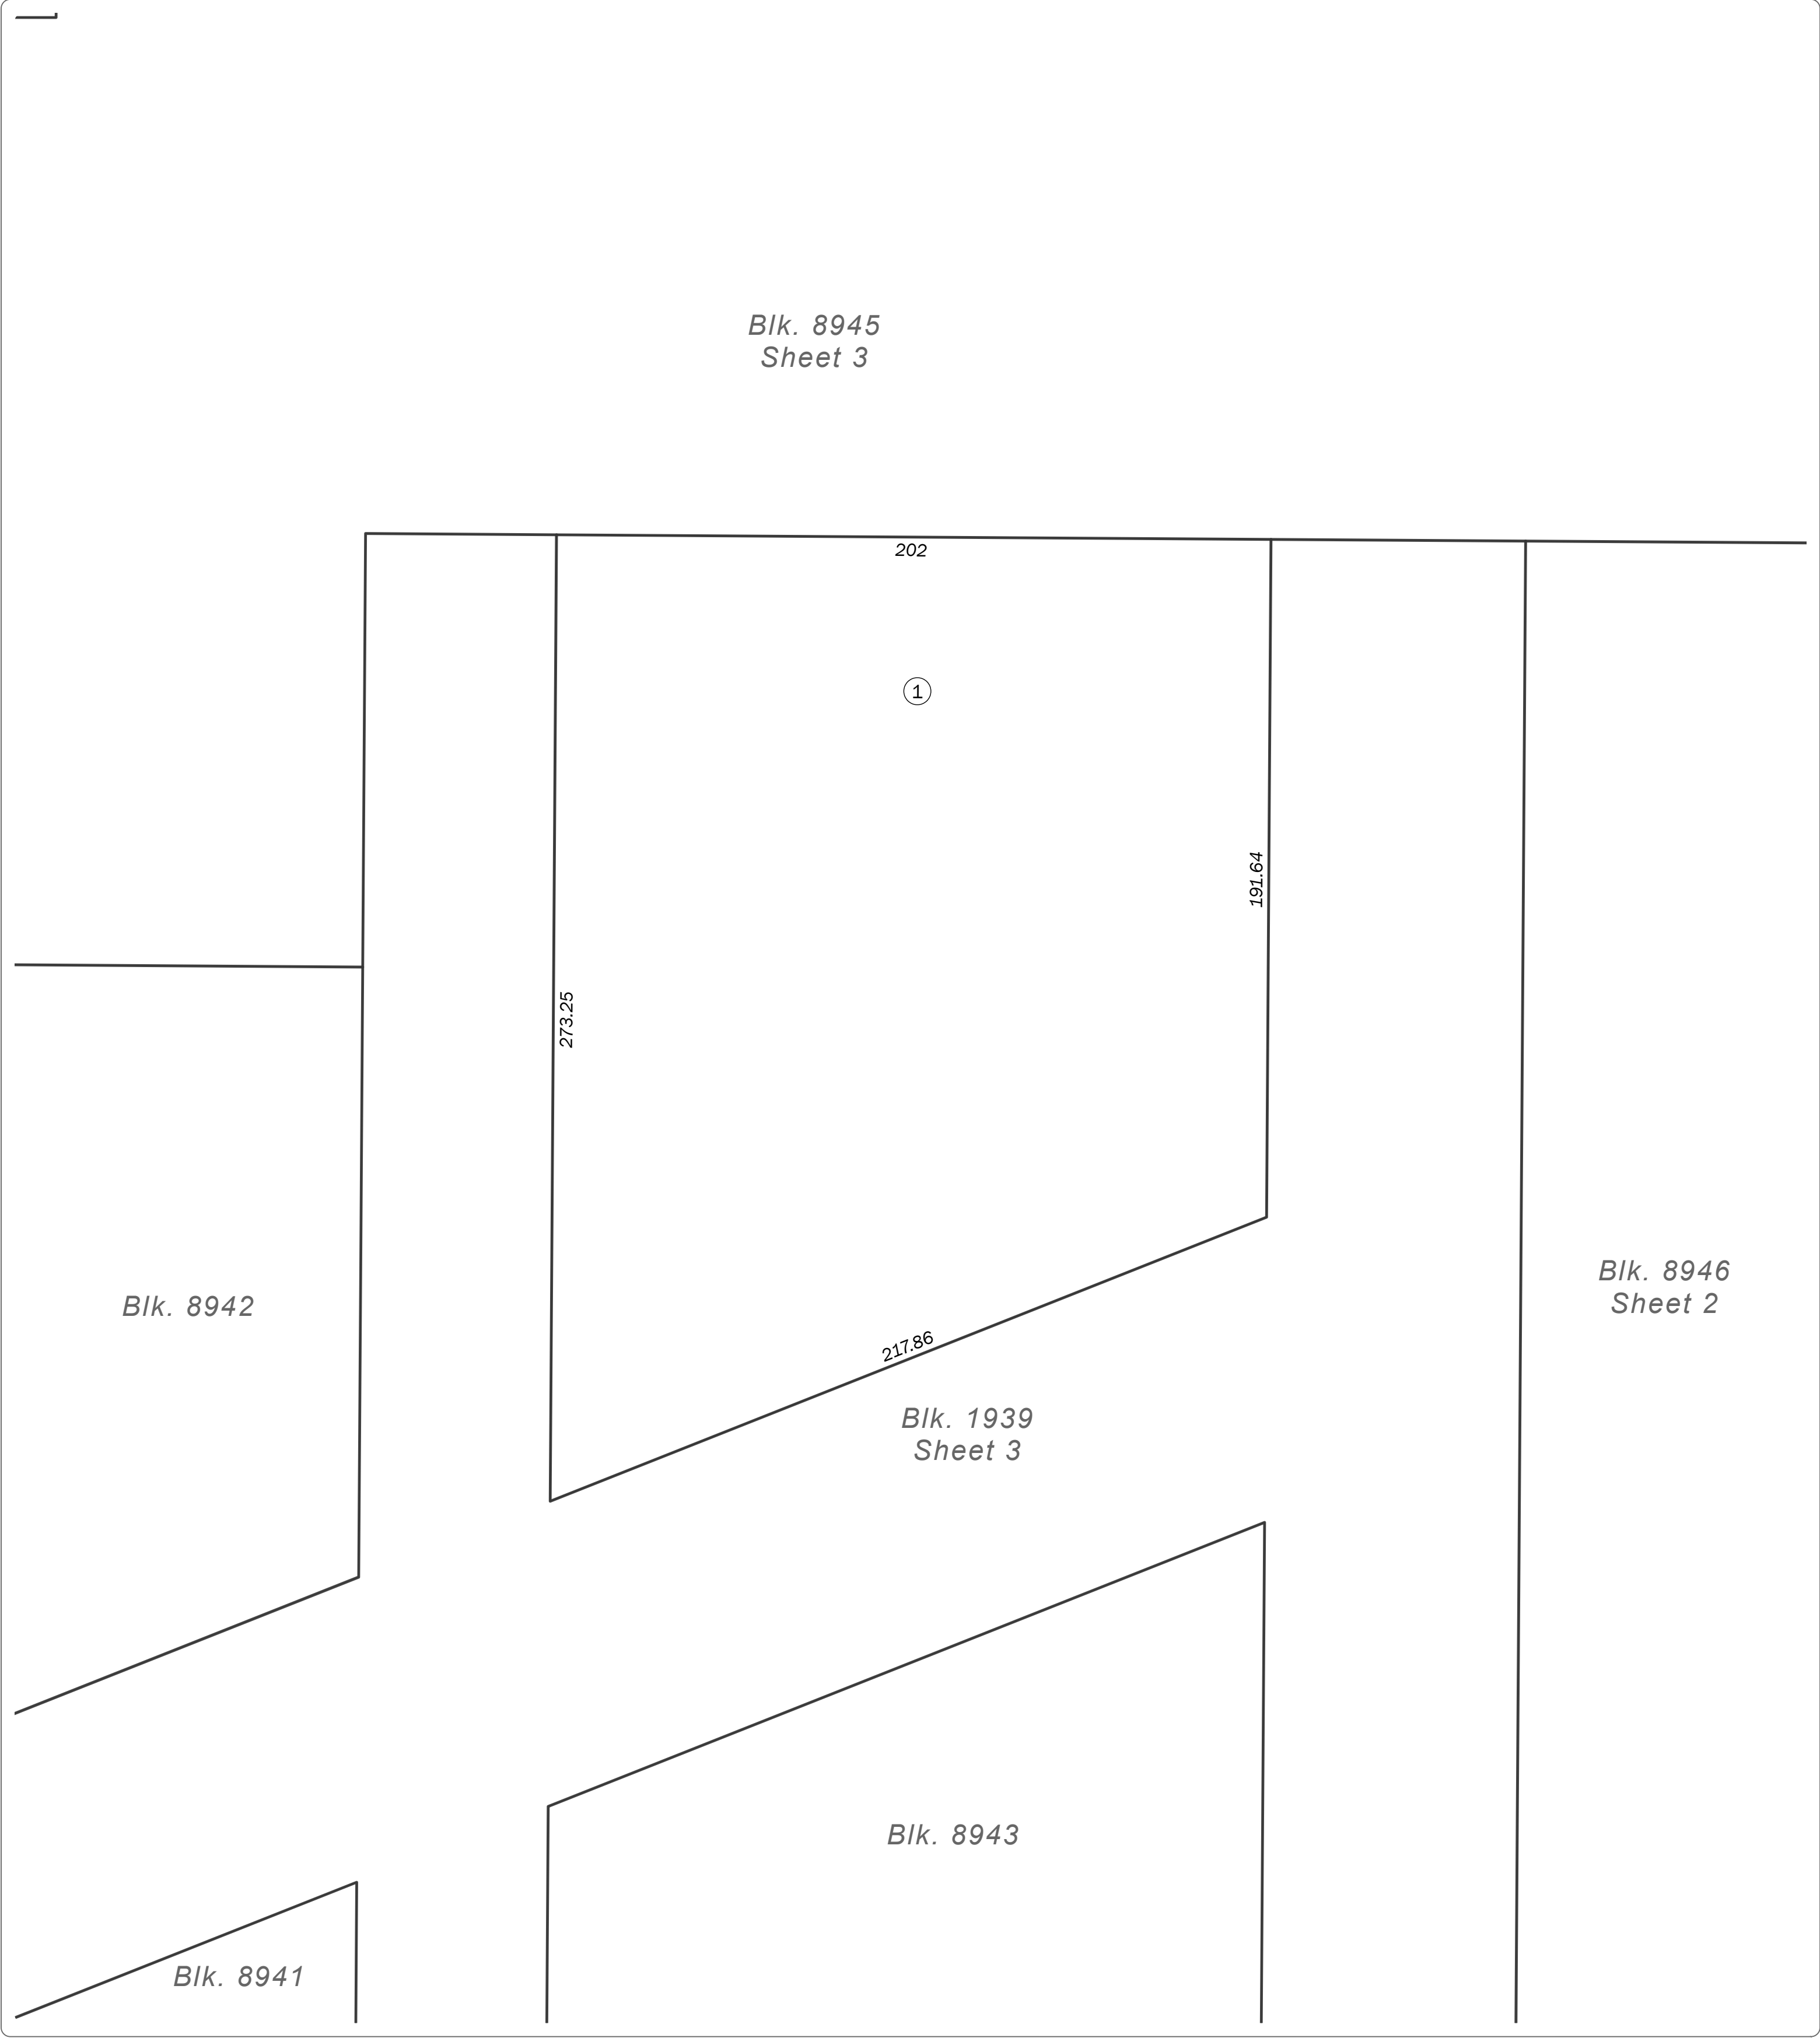 Blk. 8945
Sheet 3
202
1
191.64
273.25
Blk. 8946
Sheet 2
Blk. 8942
217.86
Blk. 1939
Sheet 3
Blk. 8943
Blk. 8941